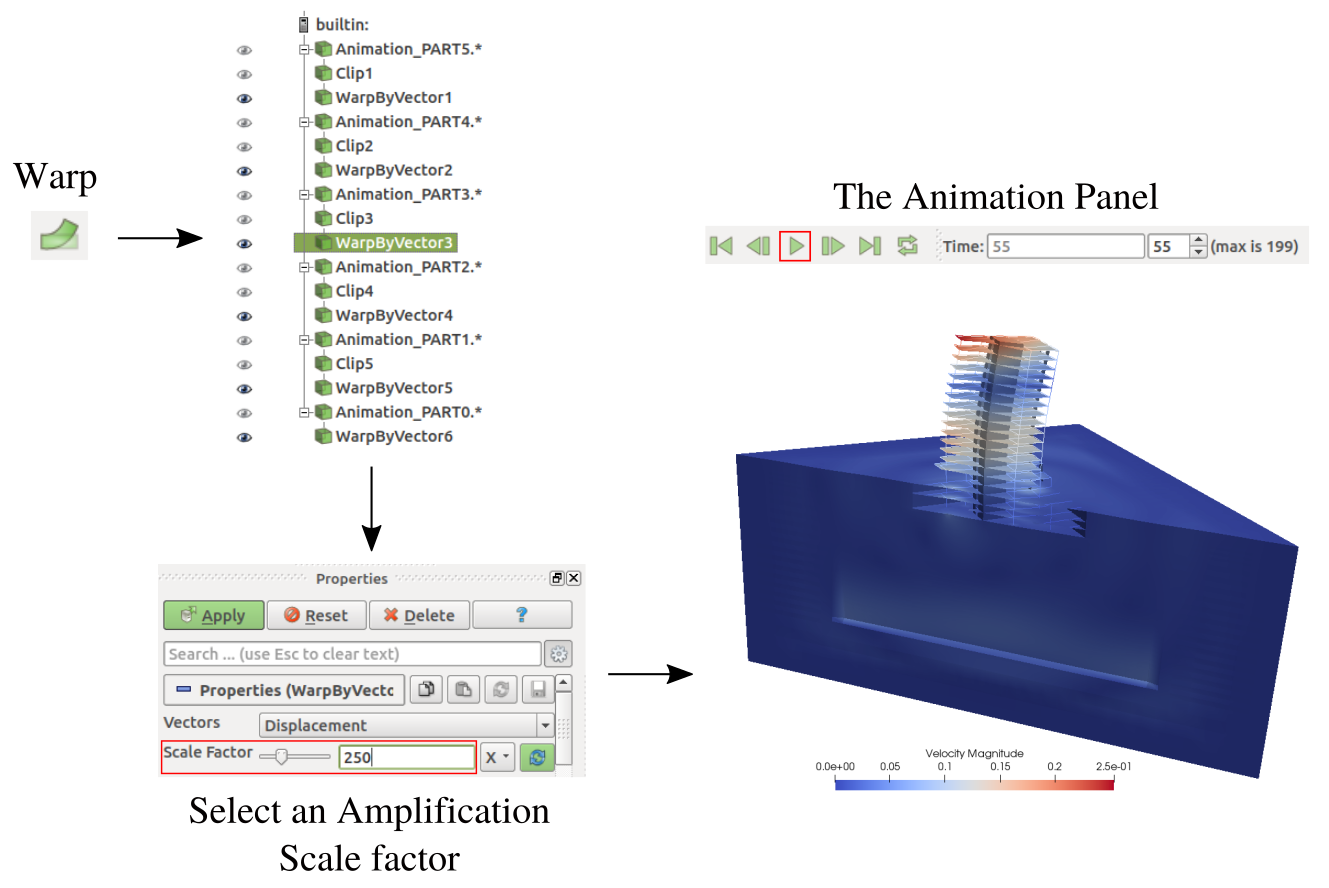 builtin:
Animation_PART5.*
Clip1
WarpByVector1
Animation_PART4.*
Clip2
WarpByVector2
Animation_PART3.*
Clip3
WarpByVector3
Animation_PART2.*
Clip4
WarpByVector4
Animation_PART1.*
Clip5
WarpByVector5
Animation_PART0.*
WarpByVector6
Warp
Properties
Apply Reset Delete ?
Search ... (use Esc to clear text)
Properties (WarpByVectc
Vectors Displacement
Scale Factor 250 X
Select an Amplification
Scale factor
The Animation Panel
Time: 55 55 (max is 199)
Velocity Magnitude
0.0e+00 0.05 0.1 0.15 0.2 2.5e-01